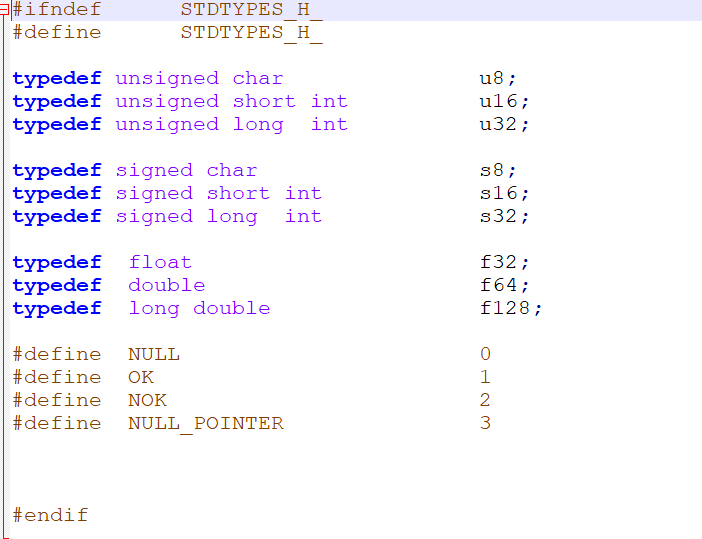 #ifndef STDTYPES_H_
#define STDTYPES_H_
typedef unsigned char u8;
typedef unsigned short int u16;
typedef unsigned long int u32;
typedef signed char s8;
typedef signed short int s16;
typedef signed long int s32;
typedef float f32;
typedef double f64;
typedef long double f128;
#define NULL 0
#define OK 1
#define NOK 2
#define NULL_POINTER 3
#endif